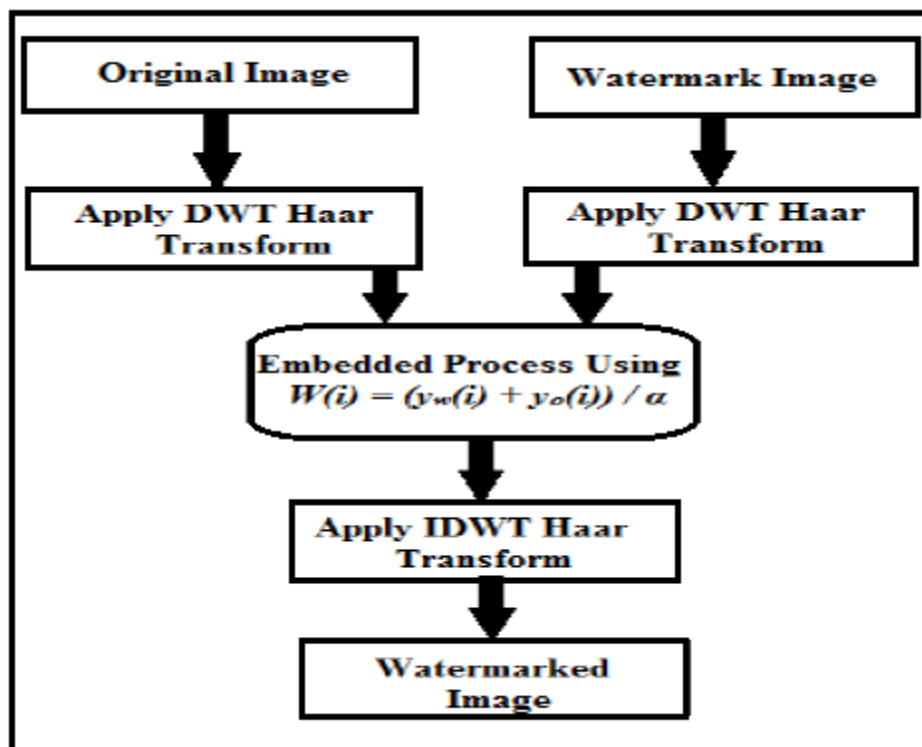 Original Image
Watermark Image
Apply DWT Haar
Transform
Apply DWT Haar
Transform
Embedded Process Using
W(i) = (yw(i) + yo(i)) / α
Apply IDWT Haar
Transform
Watermarked
Image